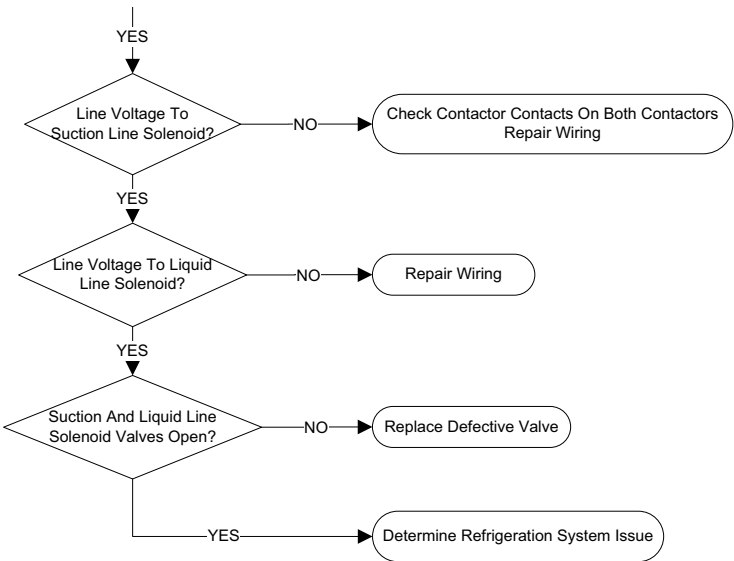 YES
Line Voltage To
Suction Line Solenoid?
NO
Check Contactor Contacts On Both Contactors
Repair Wiring
YES
Line Voltage To Liquid
Line Solenoid?
NO
Repair Wiring
YES
Suction And Liquid Line
Solenoid Valves Open?
NO
Replace Defective Valve
YES
Determine Refrigeration System Issue